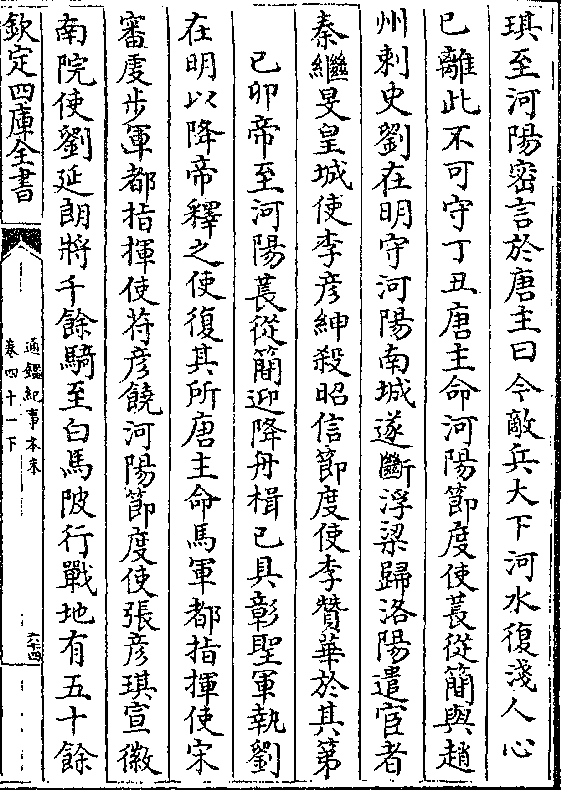 琪至河陽密言於唐主曰今敵兵大下河水復淺人心
已離此不可守丁丑唐主命河陽節度使萇從簡與趙
州刺史劉在明守河陽南城遂斷浮梁歸洛陽遣宦者
秦繼旻皇城使李彦紳殺昭信節度使李贊華於其第
己卯帝至河陽萇從簡迎降舟楫已具彰聖軍執劉
在明以降帝釋之使復其所唐主命馬軍都指揮使宋
審虔步軍都指揮使苻彦饒河陽節度使張彦琪宣徽
南院使劉延朗將千餘騎至白馬陂行戰地有五十餘
欽定四庫全書
通鑑紀事本末
卷四十一下
六十四